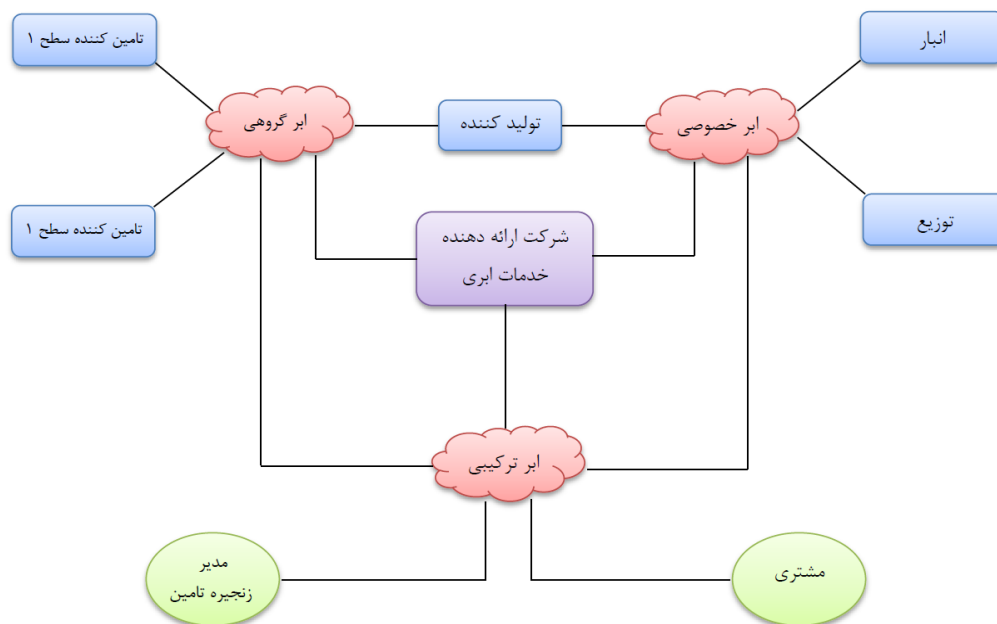 تامین کننده سطح ۱
انبار
ابر گروهی
تولید کننده
ابر خصوصی
تامین کننده سطح ۱
توزیع
شرکت ارائه دهنده
خدمات ابری
ابر ترکیبی
مدیر
زنجیره تامین
مشتری